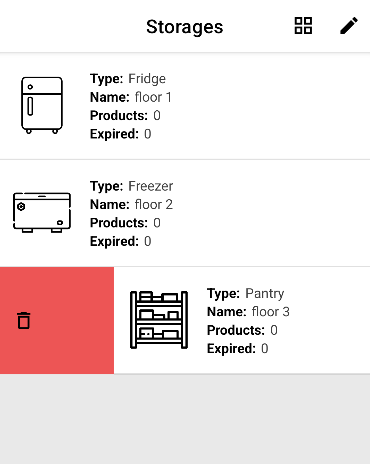 Storages
Type: Fridge
Name: floor 1
Products: 0
Expired: 0
Type: Freezer
Name: floor 2
Products: 0
Expired: 0
Type: Pantry
Name: floor 3
Products: 0
Expired: 0